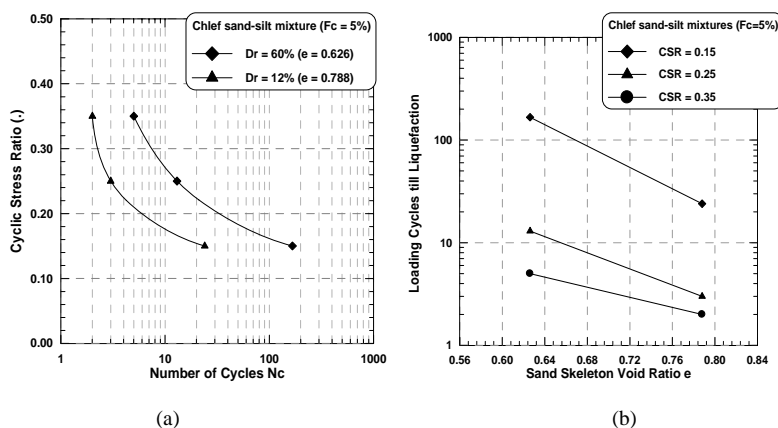 Chlef sand-silt mixture (Fc = 5%)
Dr = 60% (e = 0.626)
Dr = 12% (e = 0.788)
0.50
0.40
0.30
0.20
0.10
0.00
Cyclic Stress Ratio (.)
1
10
100
1000
Number of Cycles Nc
(a)
Chlef sand-silt mixtures (Fc=5%)
CSR = 0.15
CSR = 0.25
CSR = 0.35
1000
100
10
1
Loading Cycles till Liquefaction
0.56
0.60
0.64
0.68
0.72
0.76
0.80
0.84
Sand Skeleton Void Ratio e
(b)